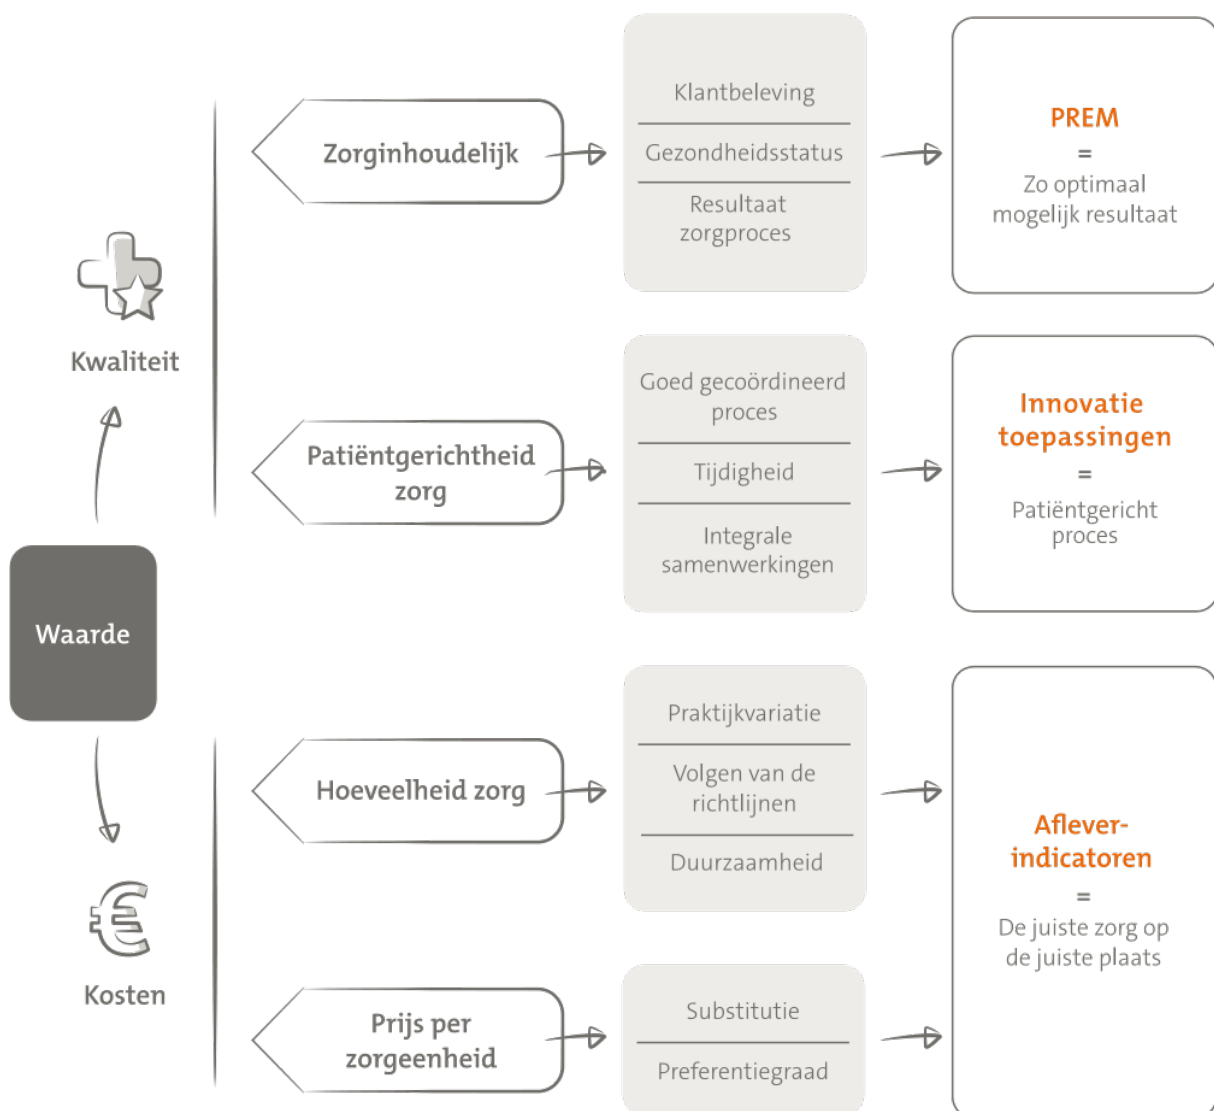 Klantbeleving
Zorginhoudelijk
Gezondheidsstatus
Resultaat
zorgproces
PREM
=
Zo optimaal
mogelijk resultaat
Kwaliteit
Patiëntgerichtheid
zorg
Goed gecoördineerd
proces
Tijdigheid
Integrale
samenwerkingen
Innovatie
toepassingen
=
Patiëntgericht
proces
Waarde
Hoeveelheid zorg
Praktijkvariatie
Volgen van de
richtlijnen
Duurzaamheid
Aflever-
indicatoren
=
De juiste zorg op
de juiste plaats
€
Kosten
Prijs per
zorgeenheid
Substitutie
Preferentiegraad